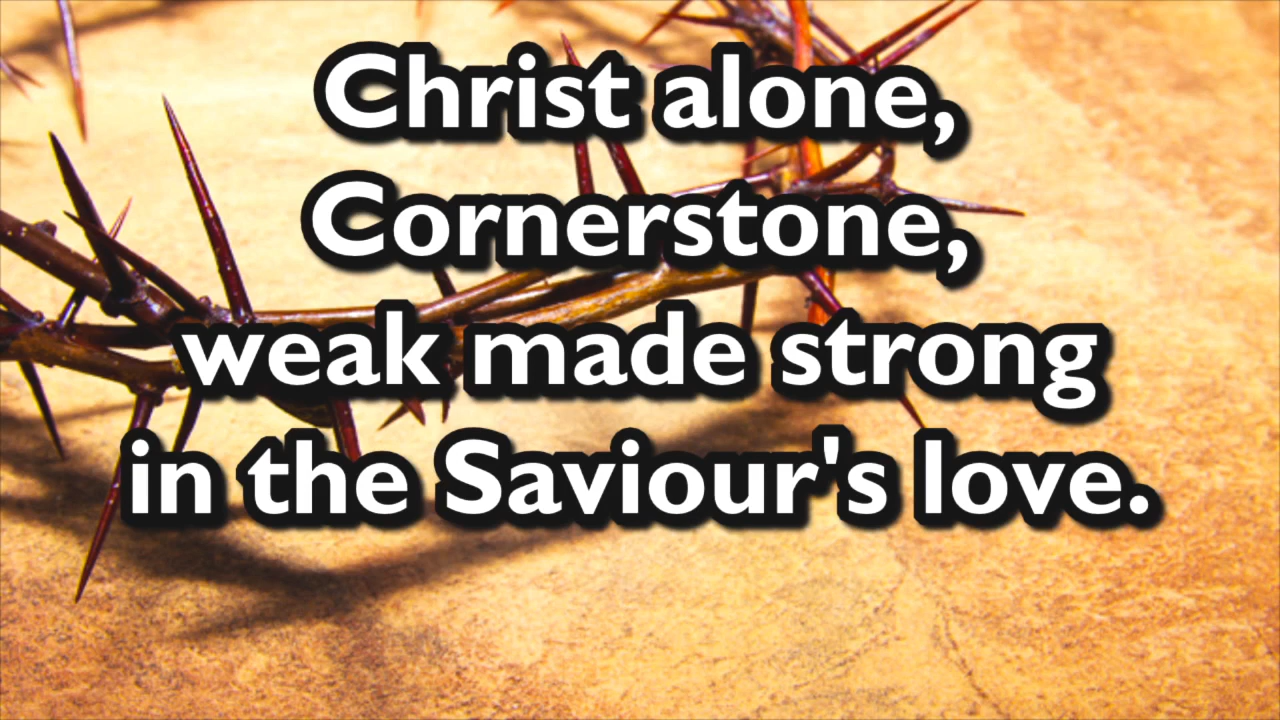 Christ alone,
Cornerstone,
weak made strong
in the Saviour's love.